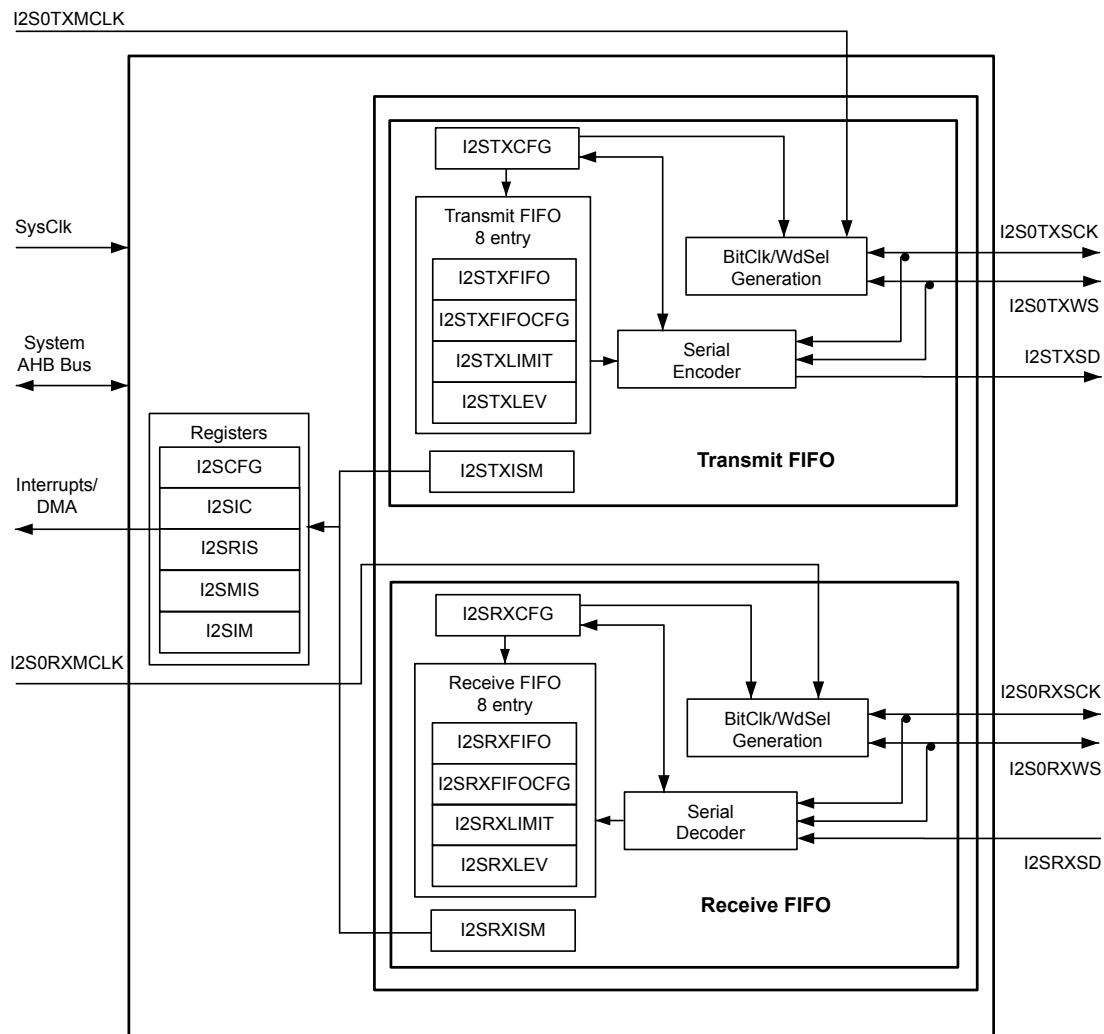 I2S0TXMCLK
I2STXCFG
Transmit FIFO
8 entry
I2STXFIFO
I2STXFIFOCFG
I2STXLIMIT
I2STXLEV
I2STXISM
BitClk/WdSel
Generation
Serial
Encoder
Transmit FIFO
SysClk
System
AHB Bus
Interrupts/
DMA
I2S0RXMCLK
Registers
I2SCFG
I2SIC
I2SRIS
I2SMIS
I2SIM
I2S0TXSCK
I2S0TXWS
I2STXSD
I2SRXCFG
Receive FIFO
8 entry
I2SRXFIFO
I2SRXFIFOCFG
I2SRXLIMIT
I2SRXLEV
I2SRXISM
BitClk/WdSel
Generation
Serial
Decoder
Receive FIFO
I2S0RXSCK
I2S0RXWS
I2SRXSD